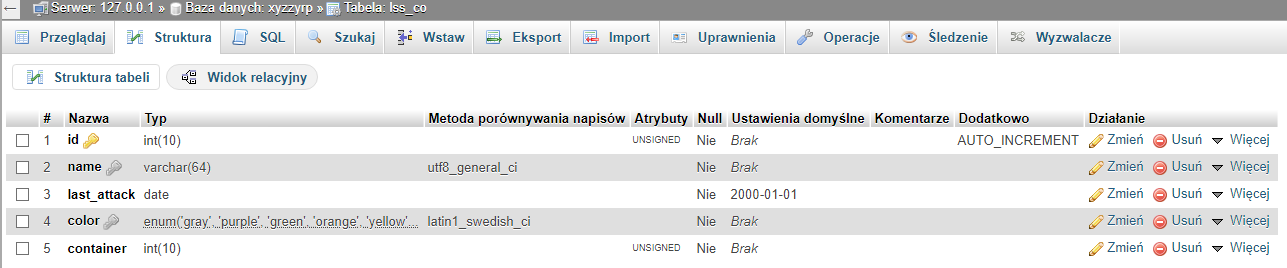 ← Serwer: 127.0.0.1 » Baza danych: xyzzyrp » Tabela: lss_co
Przeglądaj Struktura SQL Szukaj Wstaw Eksport Import Uprawnienia Operacje Śledzenie Wyzwalacze
Struktura tabeli Widok relacyjny
# Nazwa Typ Metoda porównywania napisów Atrybuty Null Ustawienia domyślne Komentarze Dodatkowo Działanie
1 id int(10) UNSIGNED Nie Brak AUTO_INCREMENT Zmień Usuń Więcej
2 name varchar(64) utf8_general_ci Nie Brak Zmień Usuń Więcej
3 last_attack date Nie 2000-01-01 Zmień Usuń Więcej
4 color enum('gray', 'purple', 'green', 'orange', 'yellow'... latin1_swedish_ci Nie Brak Zmień Usuń Więcej
5 container int(10) UNSIGNED Nie Brak Zmień Usuń Więcej